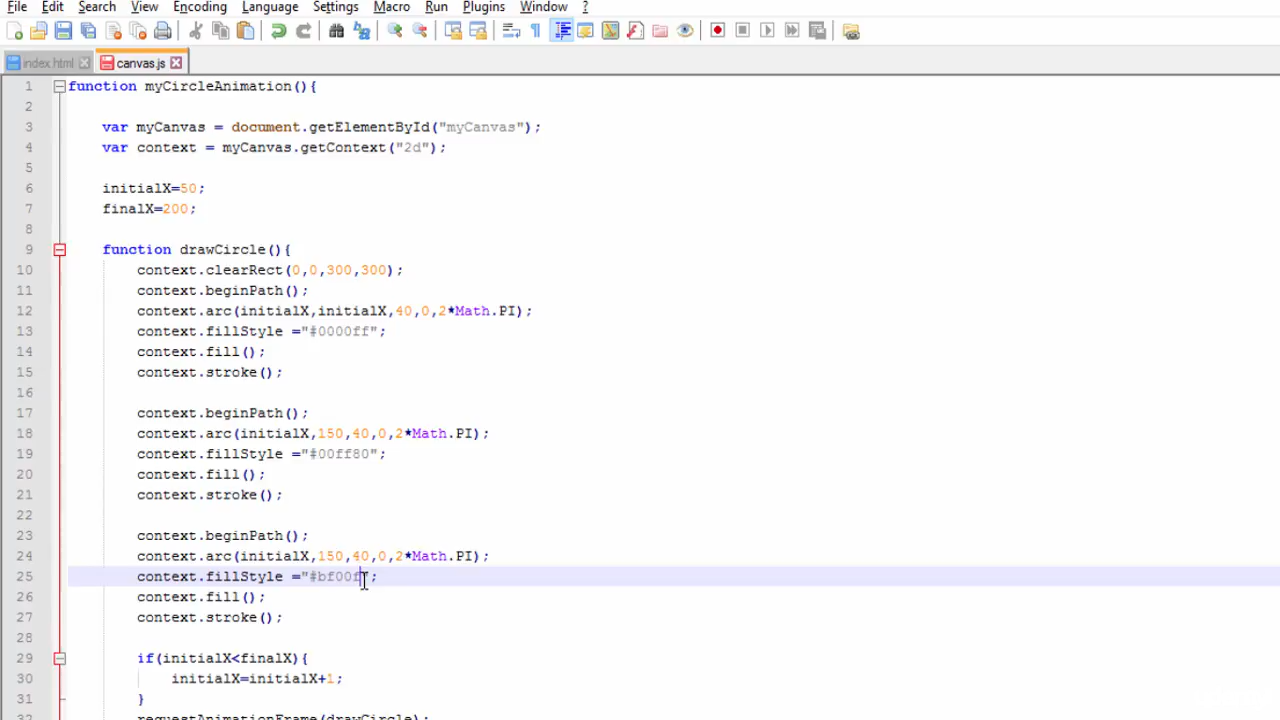 File Edit Search View Encoding Language Settings Macro Run Plugins Window ?
index.html canvas.js
1 function myCircleAnimation(){
2
3 var myCanvas = document.getElementById("myCanvas");
4 var context = myCanvas.getContext("2d");
5
6 initialX=50;
7 finalX=200;
8
9 function drawCircle(){
10 context.clearRect(0,0,300,300);
11 context.beginPath();
12 context.arc(initialX,initialX,40,0,2*Math.PI);
13 context.fillStyle ="#0000ff";
14 context.fill();
15 context.stroke();
16
17 context.beginPath();
18 context.arc(initialX,150,40,0,2*Math.PI);
19 context.fillStyle ="#00ff80";
20 context.fill();
21 context.stroke();
22
23 context.beginPath();
24 context.arc(initialX,150,40,0,2*Math.PI);
25 context.fillStyle ="#bf00f";
26 context.fill();
27 context.stroke();
28
29 if(initialX<finalX){
30 initialX=initialX+1;
31 }
32 requestAnimationFrame(drawCircle);